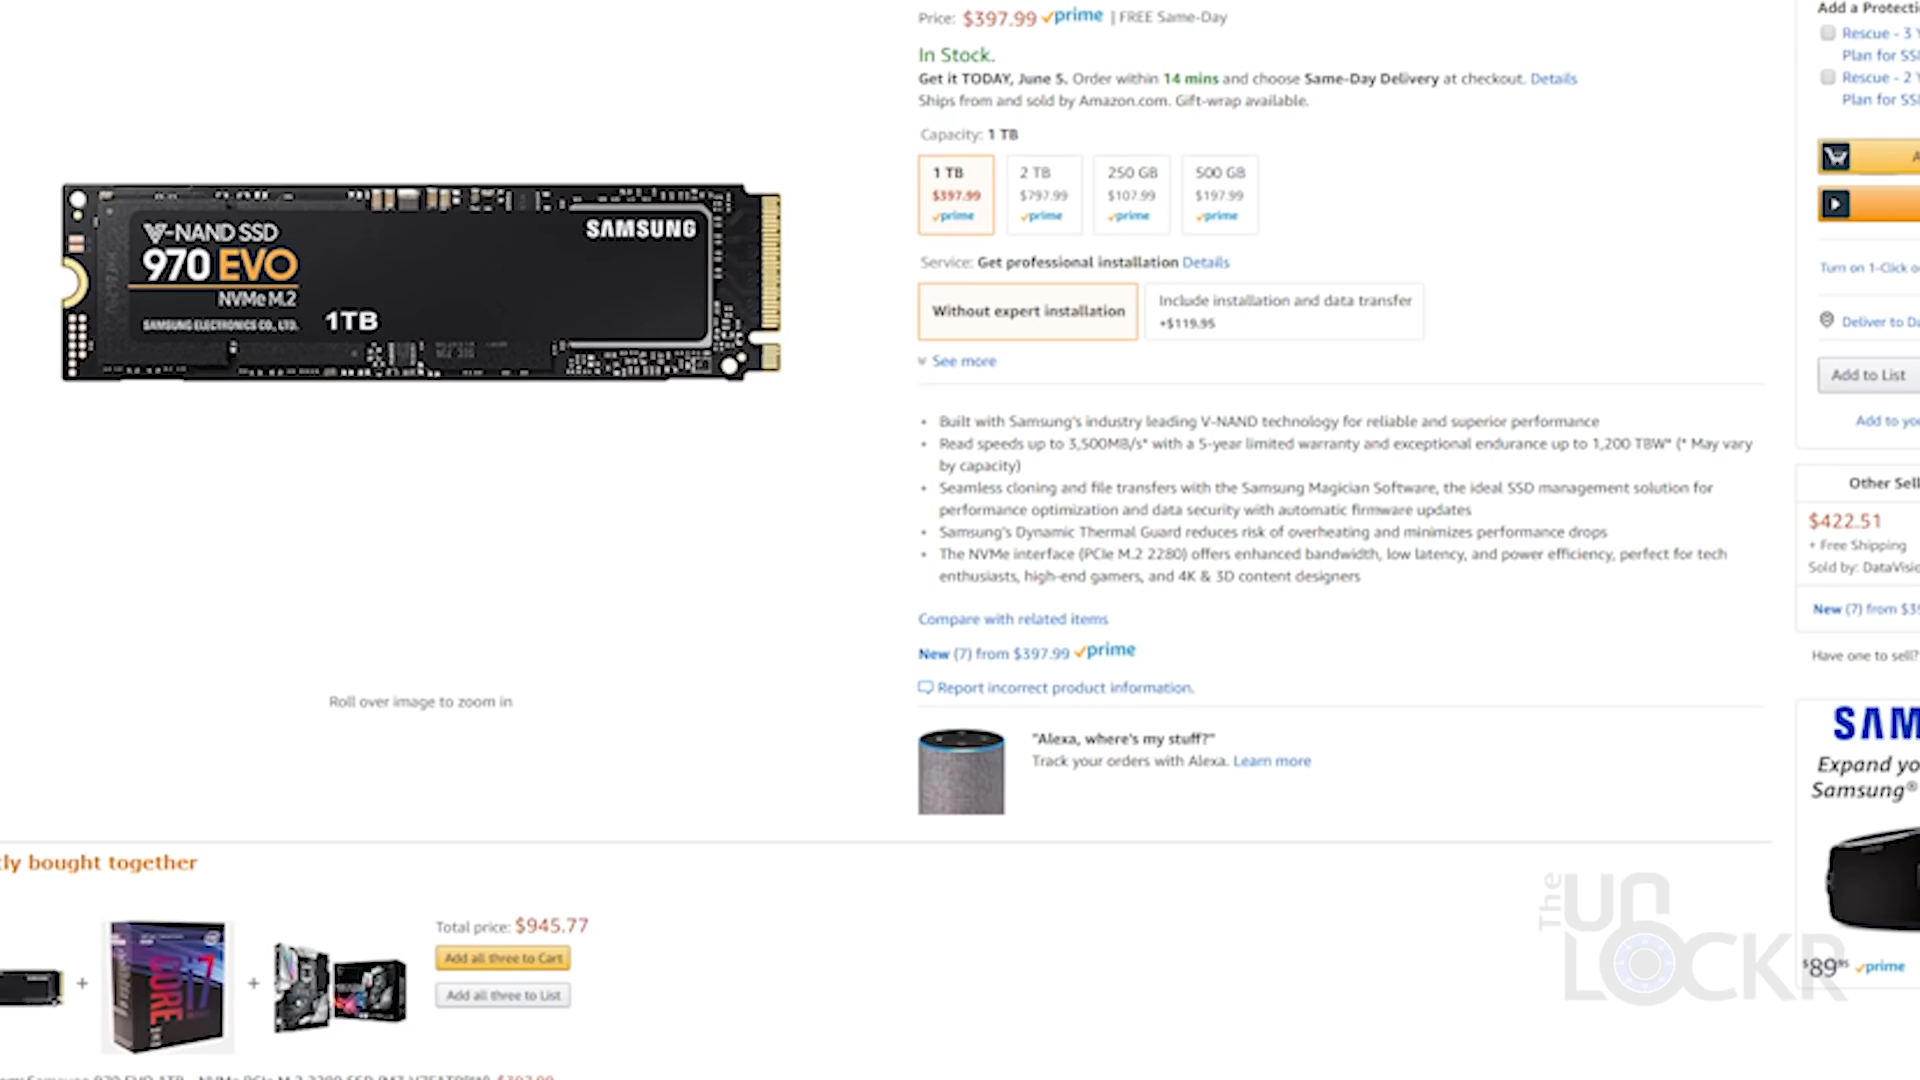 Price: $397.99 prime | FREE Same-Day
In Stock.
Get it TODAY, June 5. Order within 14 mins and choose Same-Day Delivery at checkout. Details
Ships from and sold by Amazon.com. Gift-wrap available.
Capacity: 1 TB
1 TB 2 TB 250 GB 500 GB
$397.99 $797.99 $107.99 $197.99
prime prime prime prime
Service: Get professional installation Details
Without expert installation
Include installation and data transfer
+$119.95
See more
V-NAND SSD
970 EVO
NVMe M.2
SAMSUNG ELECTRONICS CO., LTD.
1TB
SAMSUNG
Built with Samsung's industry leading V-NAND technology for reliable and superior performance
Read speeds up to 3,500MB/s* with a 5-year limited warranty and exceptional endurance up to 1,200 TBW* (* May vary
by capacity)
Seamless cloning and file transfers with the Samsung Magician Software, the ideal SSD management solution for
performance optimization and data security with automatic firmware updates
Samsung's Dynamic Thermal Guard reduces risk of overheating and minimizes performance drops
The NVMe interface (PCIe M.2 2280) offers enhanced bandwidth, low latency, and power efficiency, perfect for tech
enthusiasts, high-end gamers, and 4K & 3D content designers
Compare with related items
New (7) from $397.99 prime
Report incorrect product information.
Roll over image to zoom in
"Alexa, where's my stuff?"
Track your orders with Alexa. Learn more
Add a Protecti
Rescue - 3 Y
Plan for SS
Rescue - 2 Y
Plan for SS
Turn on 1-Click o
Deliver to Da
Add to List
Add to yo
Other Sell
$422.51
+ Free Shipping
Sold by: DataVisio
New (7) from $39
Have one to sell?
SAM
Expand yo
Samsung®
$89 95 prime
tly bought together
CORE i7
Total price: $945.77
Add all three to Cart
Add all three to List
The UNLOCKR